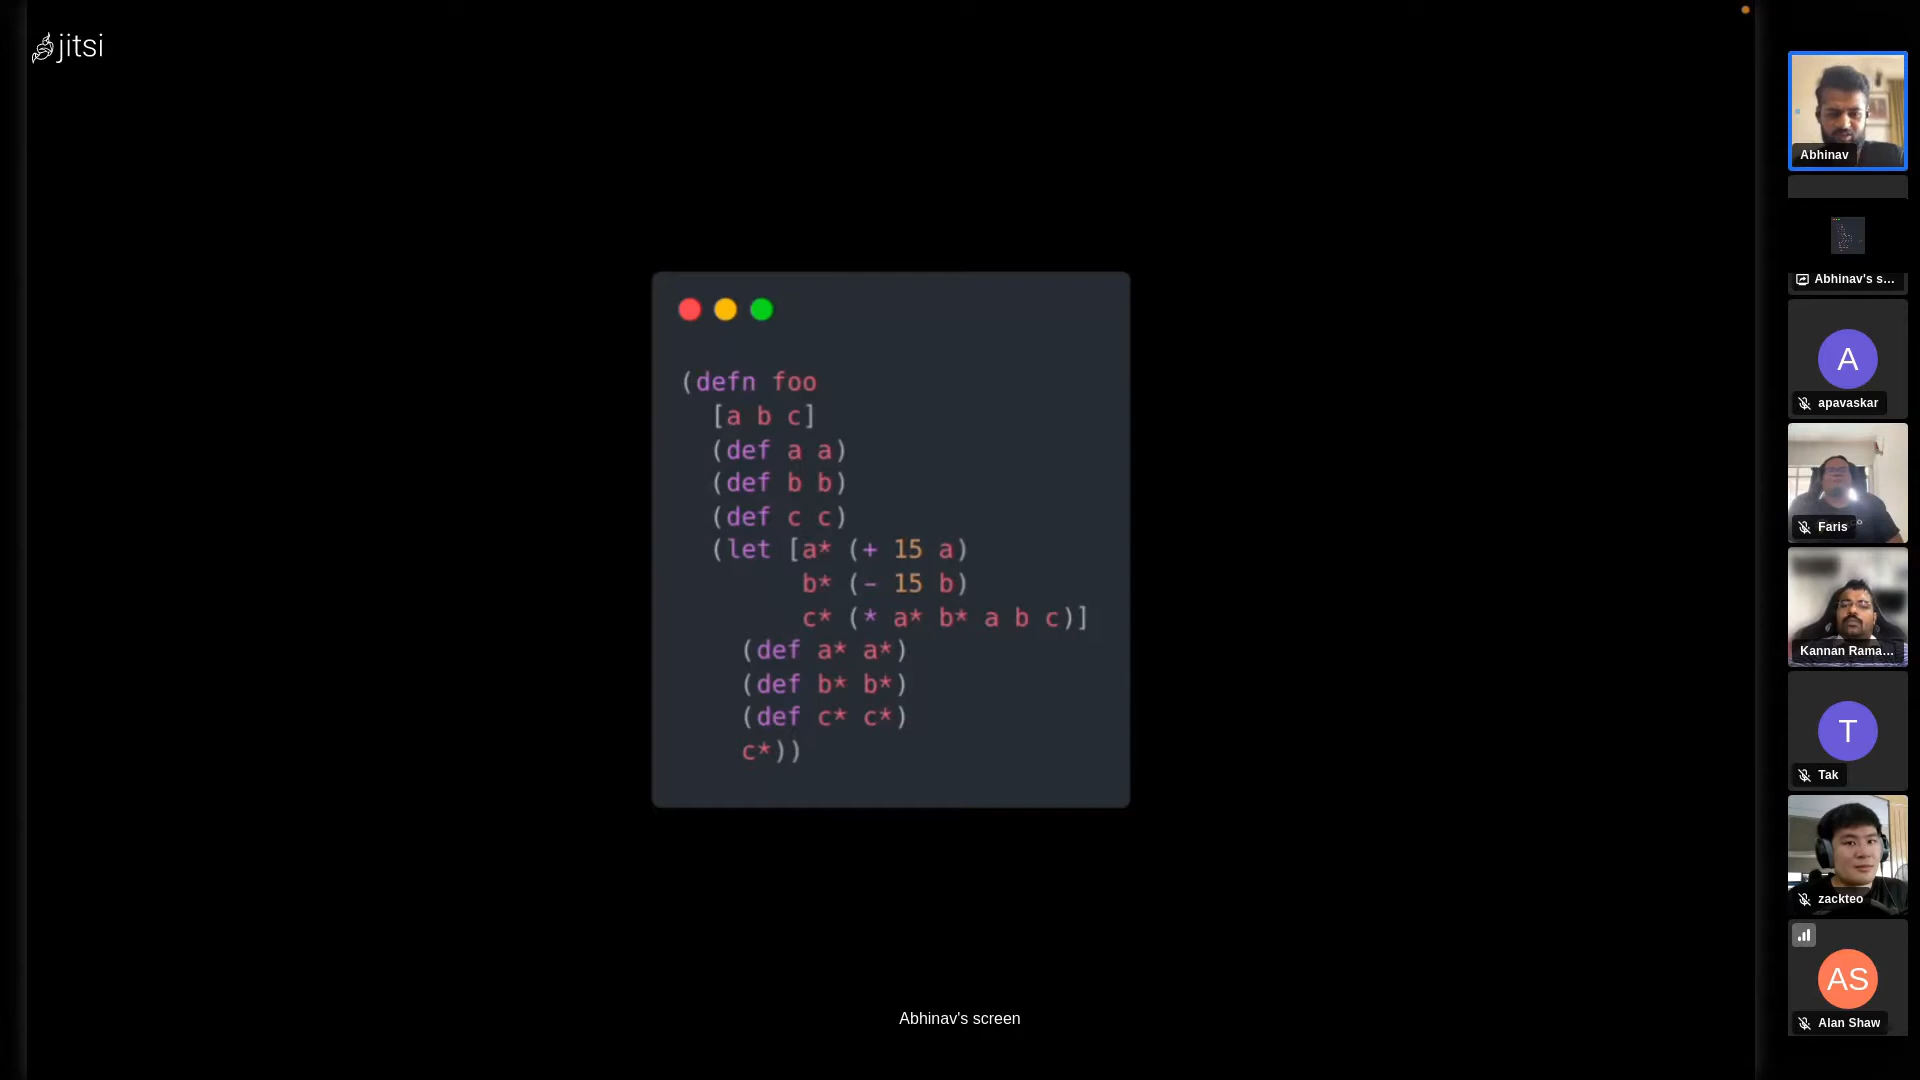 jitsi
(defn foo
[a b c]
(def a a)
(def b b)
(def c c)
(let [a* (+ 15 a)
b* (- 15 b)
c* (* a* b* a b c)]
(def a* a*)
(def b* b*)
(def c* c*)
c*))
Abhinav's screen
Abhinav
Abhinav's s...
A
apavaskar
Faris
Kannan Rama...
T
Tak
zackteo
AS
Alan Shaw